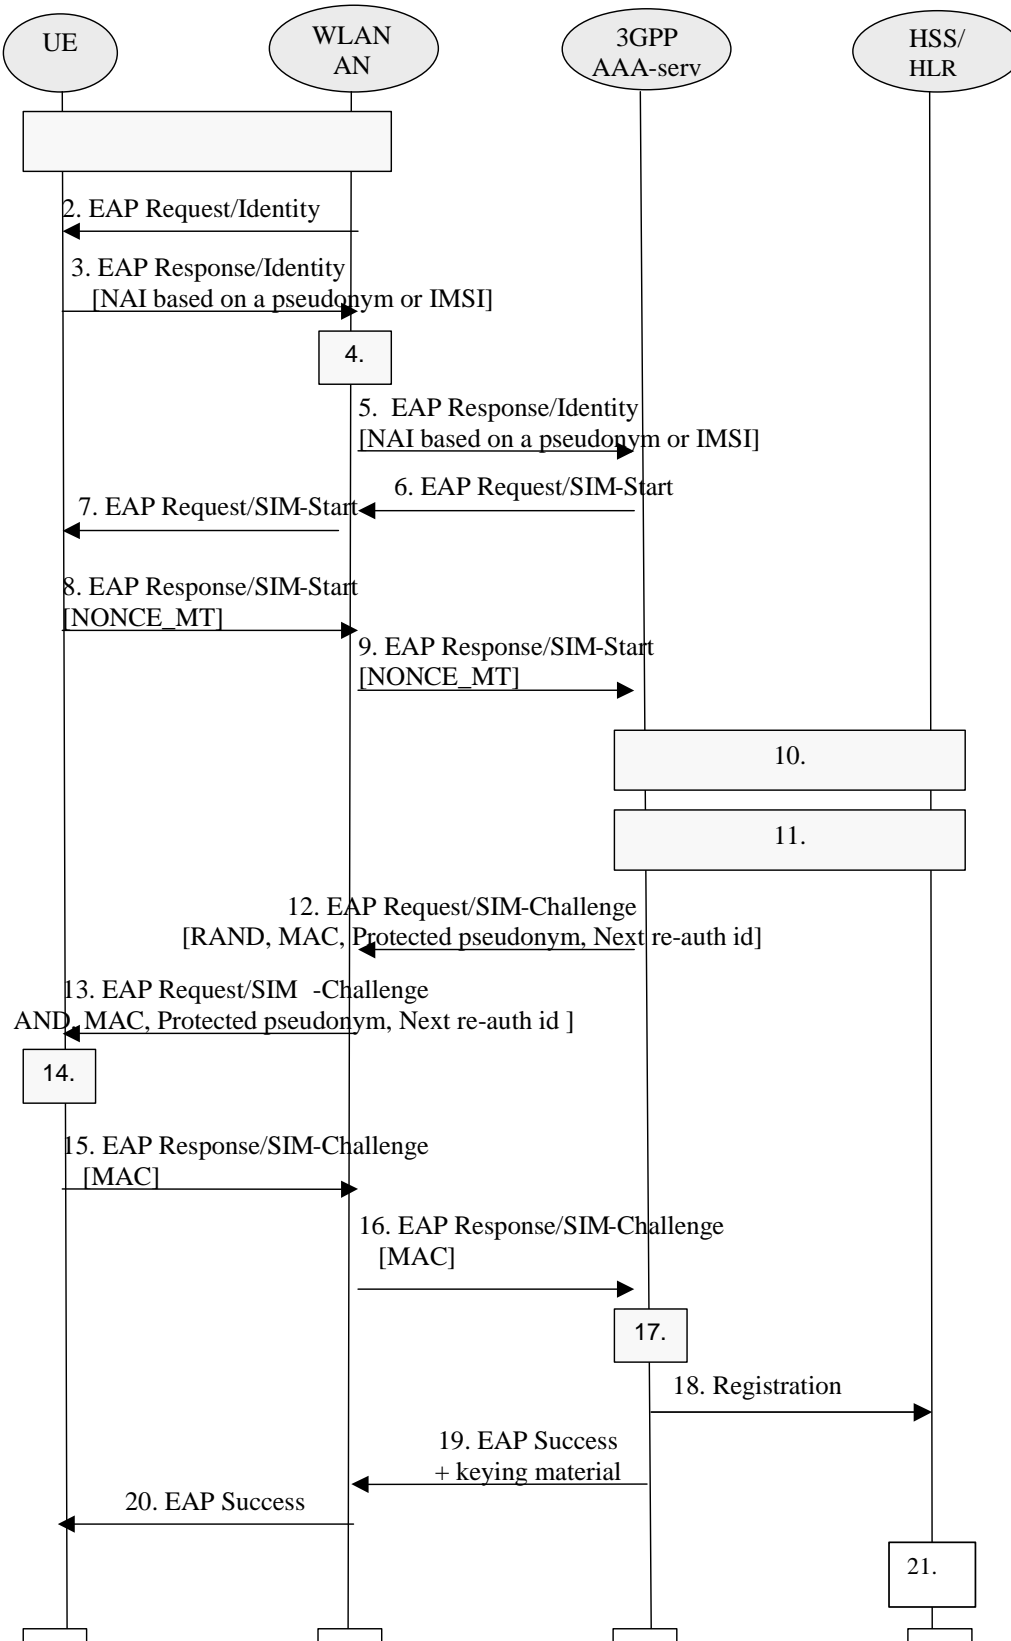 UE
WLAN
AN
3GPP
AAA-serv
HSS/
HLR
2. EAP Request/Identity
3. EAP Response/Identity
[NAI based on a pseudonym or IMSI]
4.
5. EAP Response/Identity
[NAI based on a pseudonym or IMSI]
6. EAP Request/SIM-Start
7. EAP Request/SIM-Start
8. EAP Response/SIM-Start
[NONCE_MT]
9. EAP Response/SIM-Start
[NONCE_MT]
10.
11.
12. EAP Request/SIM-Challenge
[RAND, MAC, Protected pseudonym, Next re-auth id]
13. EAP Request/SIM -Challenge
AND, MAC, Protected pseudonym, Next re-auth id ]
14.
15. EAP Response/SIM-Challenge
[MAC]
16. EAP Response/SIM-Challenge
[MAC]
17.
18. Registration
19. EAP Success
+ keying material
20. EAP Success
21.